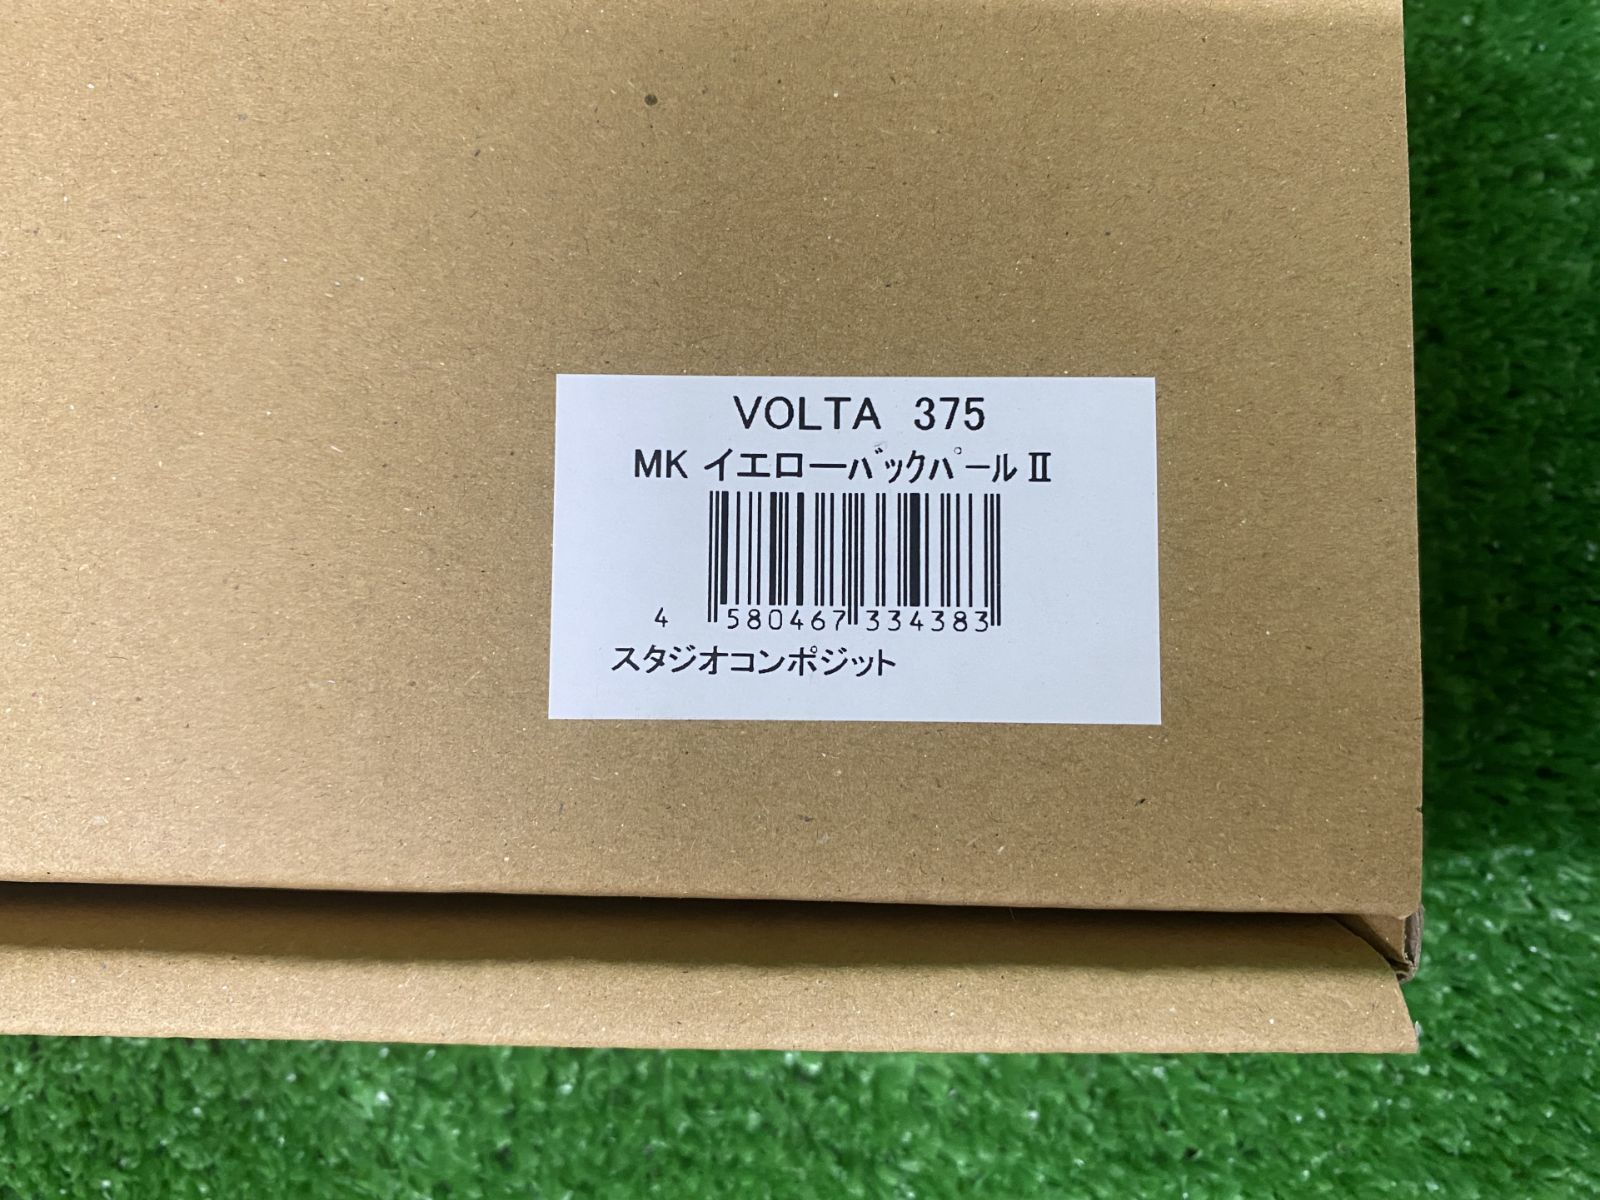 VOLTA 375
MK イエローバックパールⅡ
4 580467 334383
スタジオコンポジット